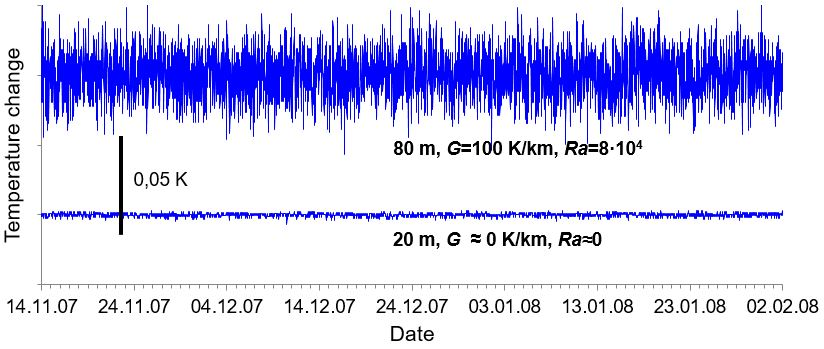 Temperature change
80 m, G=100 K/km, Ra=8·10⁴
0,05 K
20 m, G ≈ 0 K/km, Ra≈0
14.11.07 24.11.07 04.12.07 14.12.07 24.12.07 03.01.08 13.01.08 23.01.08 02.02.08
Date